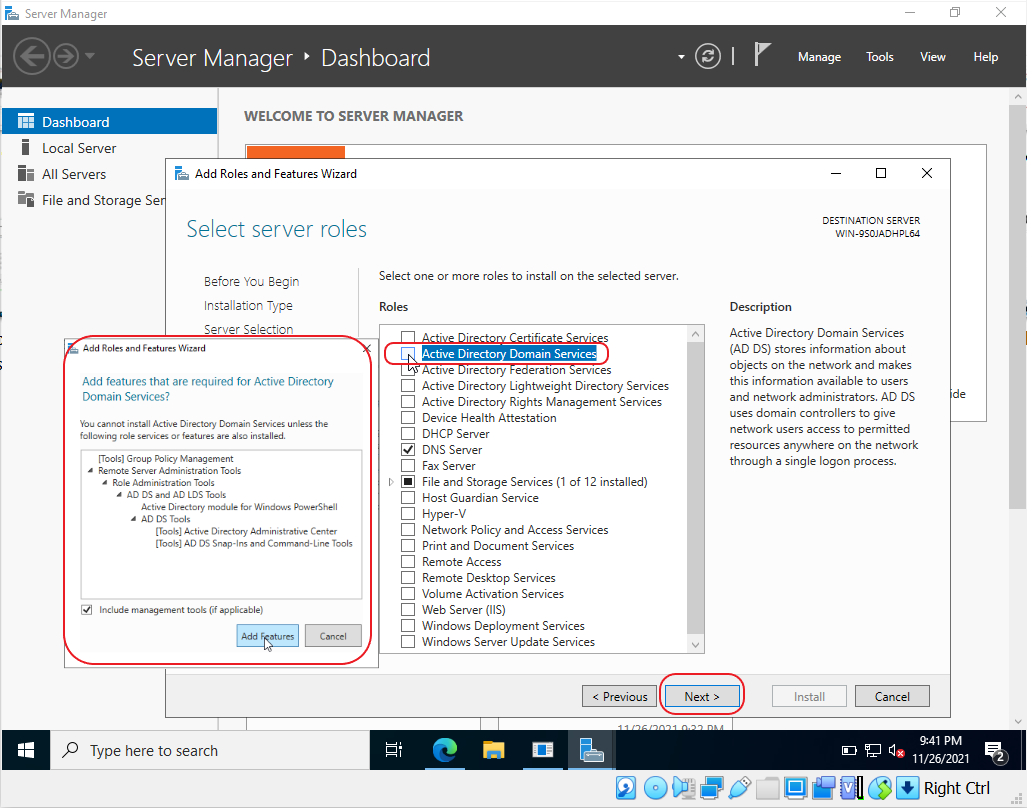 Server Manager
Server Manager ‣ Dashboard
Manage
Tools
View
Help
Dashboard
Local Server
All Servers
File and Storage Ser
WELCOME TO SERVER MANAGER
Add Roles and Features Wizard
Select server roles
DESTINATION SERVER
WIN-9S0JADHPL64
Before You Begin
Installation Type
Server Selection
Select one or more roles to install on the selected server.
Roles
Active Directory Certificate Services
Active Directory Domain Services
Active Directory Federation Services
Active Directory Lightweight Directory Services
Active Directory Rights Management Services
Device Health Attestation
DHCP Server
DNS Server
Fax Server
File and Storage Services (1 of 12 installed)
Host Guardian Service
Hyper-V
Network Policy and Access Services
Print and Document Services
Remote Access
Remote Desktop Services
Volume Activation Services
Web Server (IIS)
Windows Deployment Services
Windows Server Update Services
Description
Active Directory Domain Services
(AD DS) stores information about
objects on the network and makes
this information available to users
and network administrators. AD DS
uses domain controllers to give
network users access to permitted
resources anywhere on the network
through a single logon process.
ide
Add Roles and Features Wizard
Add features that are required for Active Directory
Domain Services?
You cannot install Active Directory Domain Services unless the
following role services or features are also installed.
[Tools] Group Policy Management
Remote Server Administration Tools
Role Administration Tools
AD DS and AD LDS Tools
Active Directory module for Windows PowerShell
AD DS Tools
[Tools] Active Directory Administrative Center
[Tools] AD DS Snap-Ins and Command-Line Tools
Include management tools (if applicable)
Add Features
Cancel
< Previous
Next >
Install
Cancel
11/26/2021 9:32 PM
Type here to search
9:41 PM
11/26/2021
2
Right Ctrl